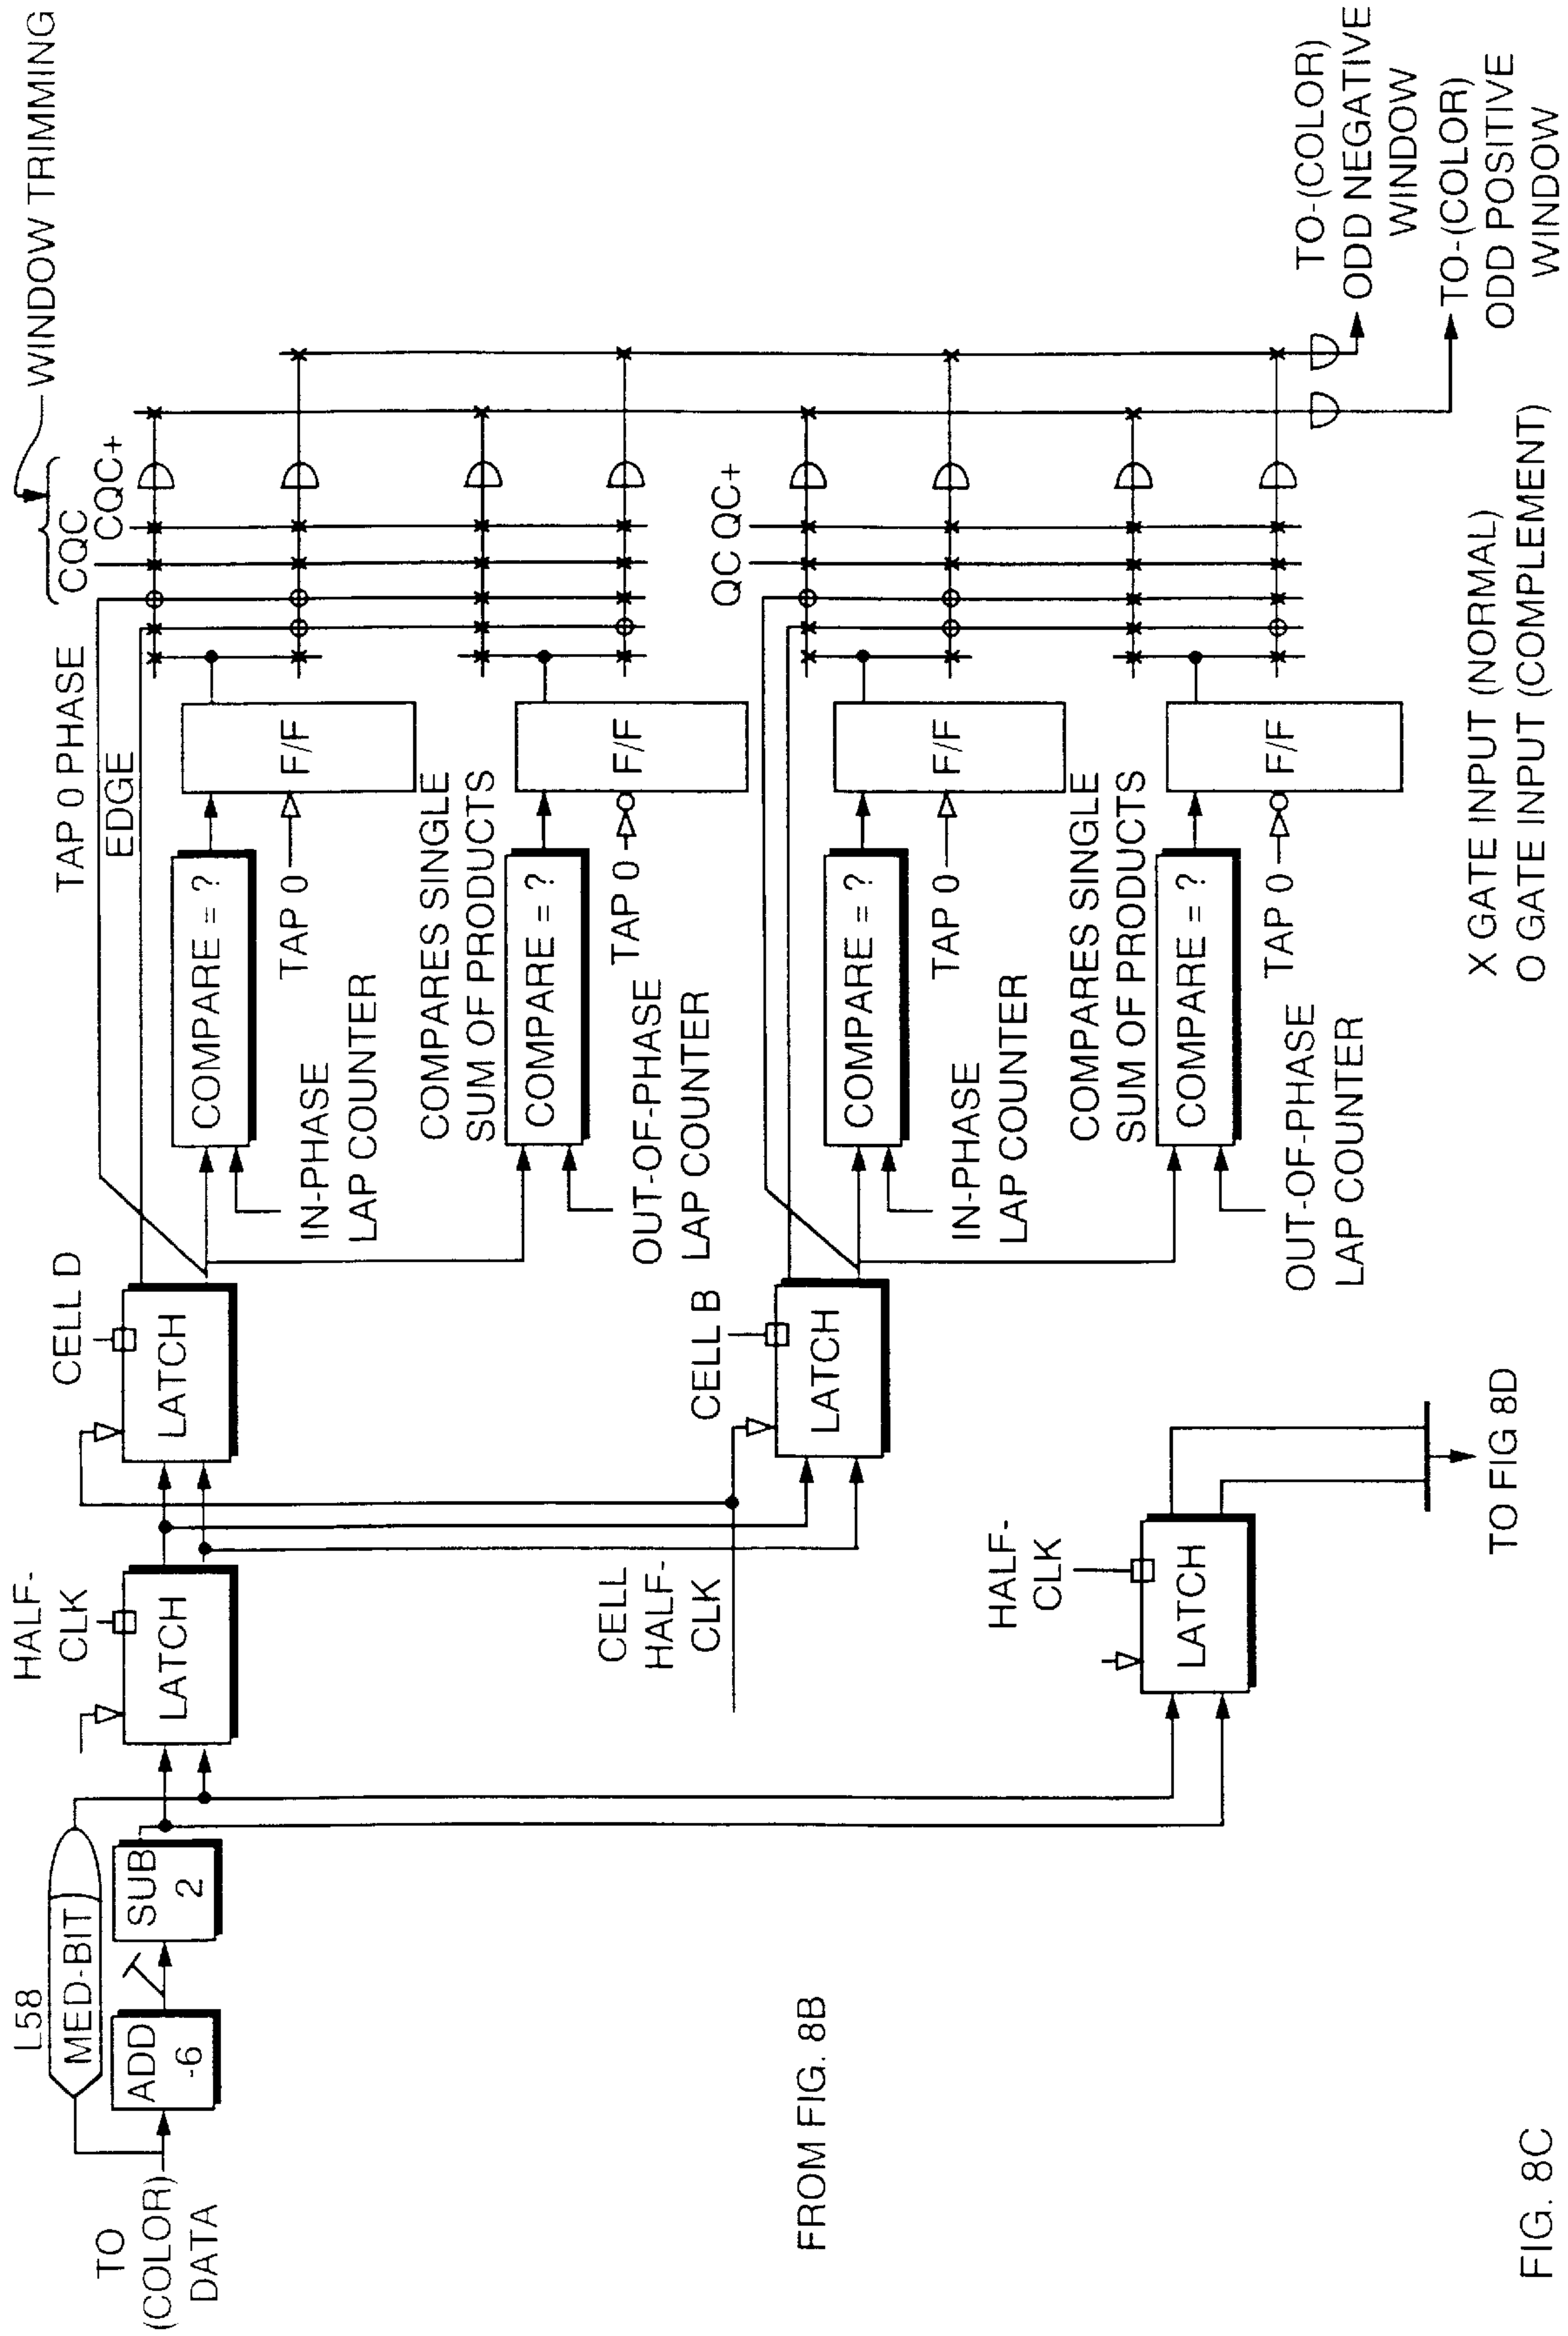 WINDOW TRIMMING
CQC
CQC+
TAP 0 PHASE
EDGE
CELL D
HALF-
CLK
L58
MED-BIT
TO
(COLOR)
DATA
ADD
-6
SUB
2
LATCH
LATCH
COMPARE = ?
F/F
TAP 0
IN-PHASE
LAP COUNTER
COMPARES SINGLE
SUM OF PRODUCTS
COMPARE = ?
F/F
TAP 0
OUT-OF-PHASE
LAP COUNTER
QC QC+
CELL B
CELL
HALF-
CLK
LATCH
COMPARE = ?
F/F
TAP 0
IN-PHASE
LAP COUNTER
COMPARES SINGLE
SUM OF PRODUCTS
COMPARE = ?
F/F
TAP 0
OUT-OF-PHASE
LAP COUNTER
HALF-
CLK
LATCH
TO FIG 8D
TO-(COLOR)
ODD NEGATIVE
WINDOW
TO-(COLOR)
ODD POSITIVE
WINDOW
X GATE INPUT (NORMAL)
O GATE INPUT (COMPLEMENT)
FROM FIG. 8B
FIG. 8C